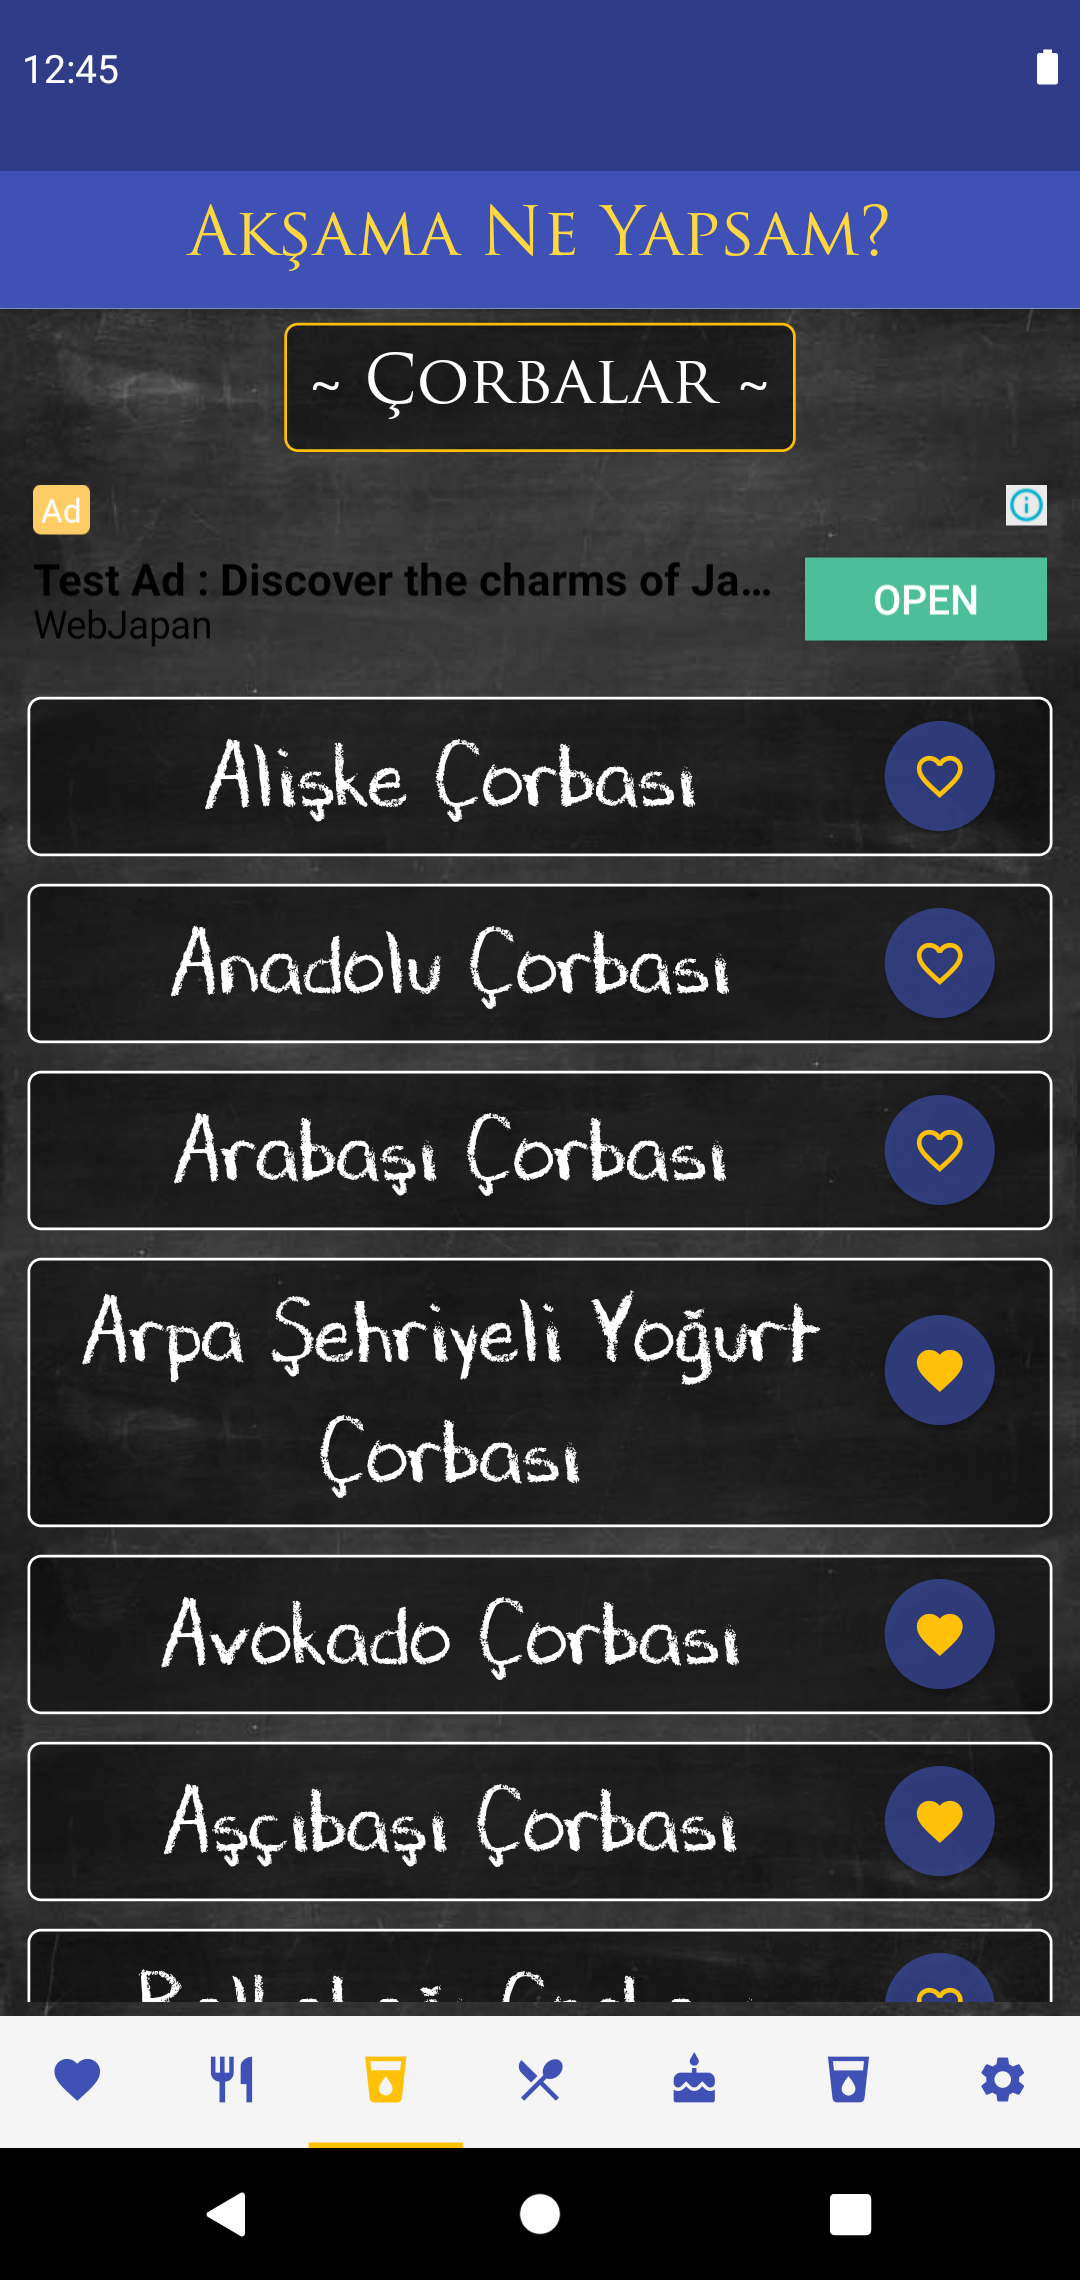 12:45
Akşama Ne Yapsam?
~ Çorbalar ~
Ad
Test Ad : Discover the charms of Ja...
WebJapan
OPEN
Alişke Çorbası
Anadolu Çorbası
Arabaşı Çorbası
Arpa Şehriyeli Yoğurt
Çorbası
Avokado Çorbası
Aşçıbaşı Çorbası